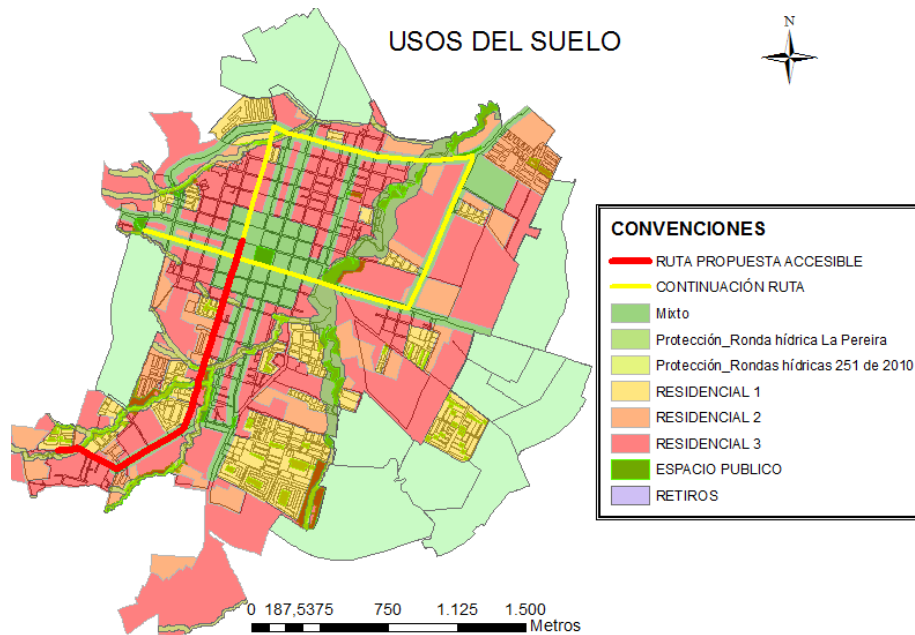 USOS DEL SUELO
N
CONVENCIONES
RUTA PROPUESTA ACCESIBLE
CONTINUACIÓN RUTA
Mixto
Protección_Ronda hídrica La Pereira
Protección_Rondas hídricas 251 de 2010
RESIDENCIAL 1
RESIDENCIAL 2
RESIDENCIAL 3
ESPACIO PUBLICO
RETIROS
0 187,5375 750 1.125 1.500
Metros